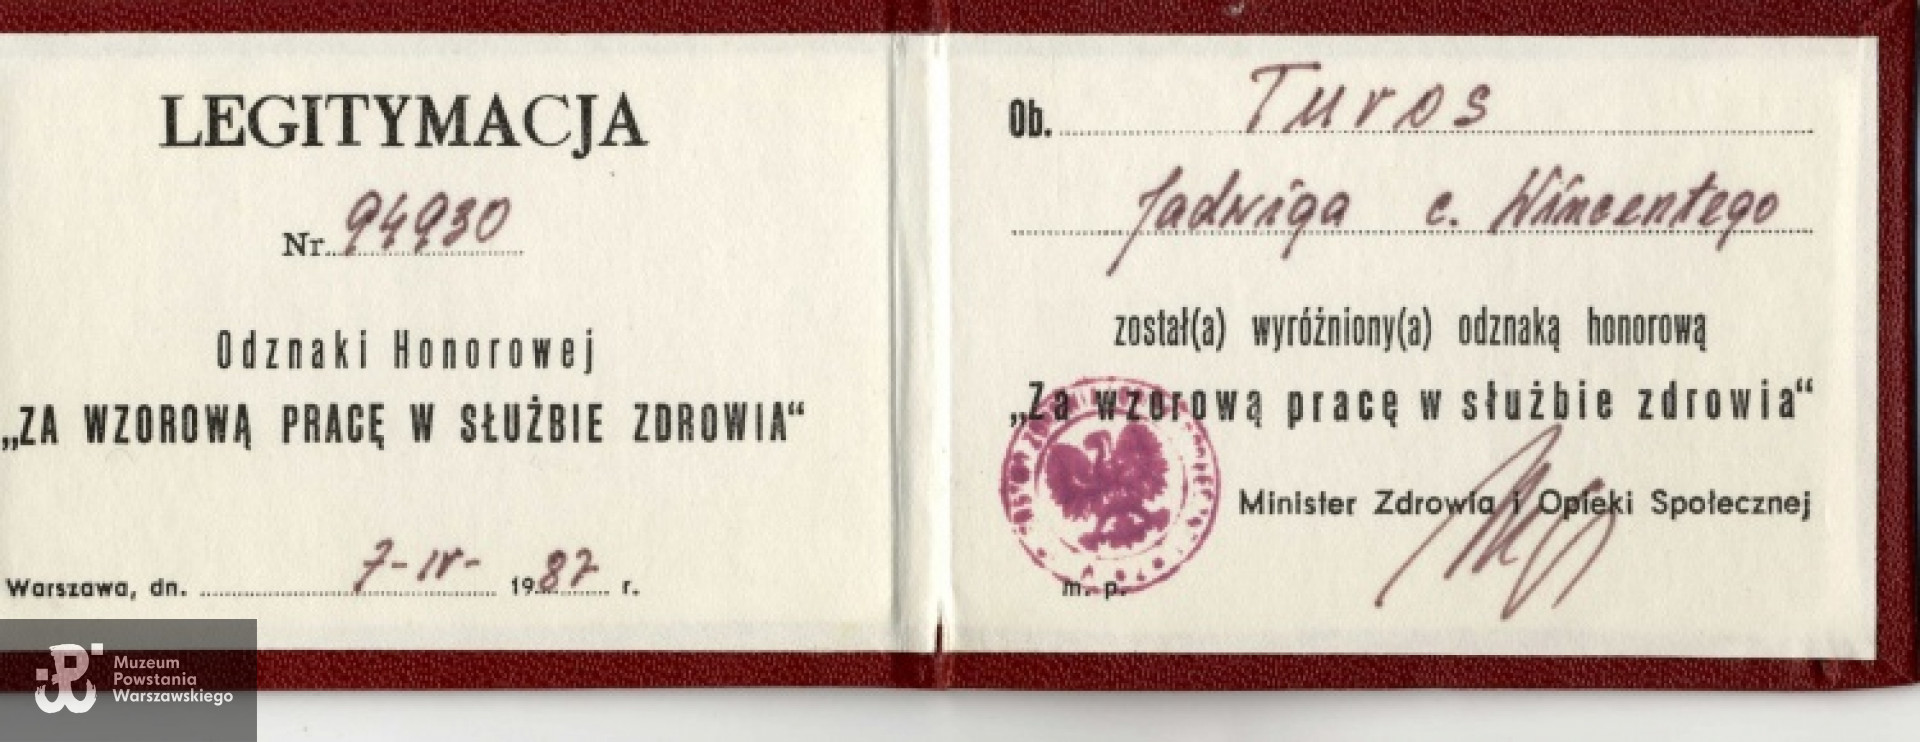 LEGITYMACJA
Nr 94930
Odznaki Honorowej
„ZA WZOROWĄ PRACĘ W SŁUŻBIE ZDROWIA“
Warszawa, dn. 7-IV- 1987 r.
Ob. Turos
Jadwiga c. Wincentego
został(a) wyróżniony(a) odznaką honorową
„Za wzorową pracę w służbie zdrowia“
Minister Zdrowia i Opieki Społecznej
m. p.
Muzeum
Powstania
Warszawskiego